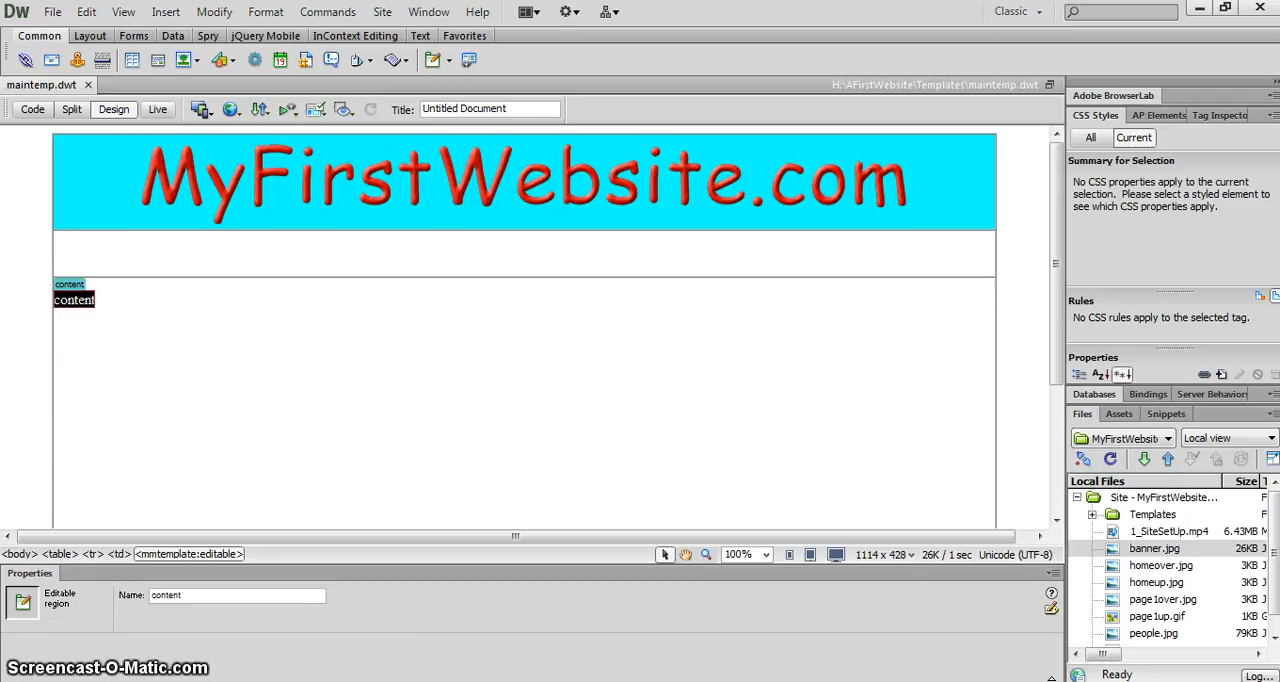 Dw File Edit View Insert Modify Format Commands Site Window Help Classic
Common Layout Forms Data Spry jQuery Mobile InContext Editing Text Favorites
maintemp.dwt
H:\AFirstWebsite\Templates\maintemp.dwt
Code Split Design Live Title: Untitled Document
MyFirstWebsite.com
content
content
<body> <table> <tr> <td> <mmtemplate:editable>
100% 1114 x 428 26K / 1 sec Unicode (UTF-8)
Properties
Editable region
Name: content
Screencast-O-Matic.com
Adobe BrowserLab
CSS Styles AP Elements Tag Inspecto
All Current
Summary for Selection
No CSS properties apply to the current
selection. Please select a styled element to
see which CSS properties apply.
Rules
No CSS rules apply to the selected tag.
Properties
Databases Bindings Server Behaviors
Files Assets Snippets
MyFirstWebsit Local view
Local Files Size T
Site - MyFirstWebsite... F
Templates F
1_SiteSetUp.mp4 6.43MB M
banner.jpg 26KB J
homeover.jpg 3KB J
homeup.jpg 3KB J
page1over.jpg 3KB J
page1up.gif 1KB G
people.jpg 79KB J
Ready Log...